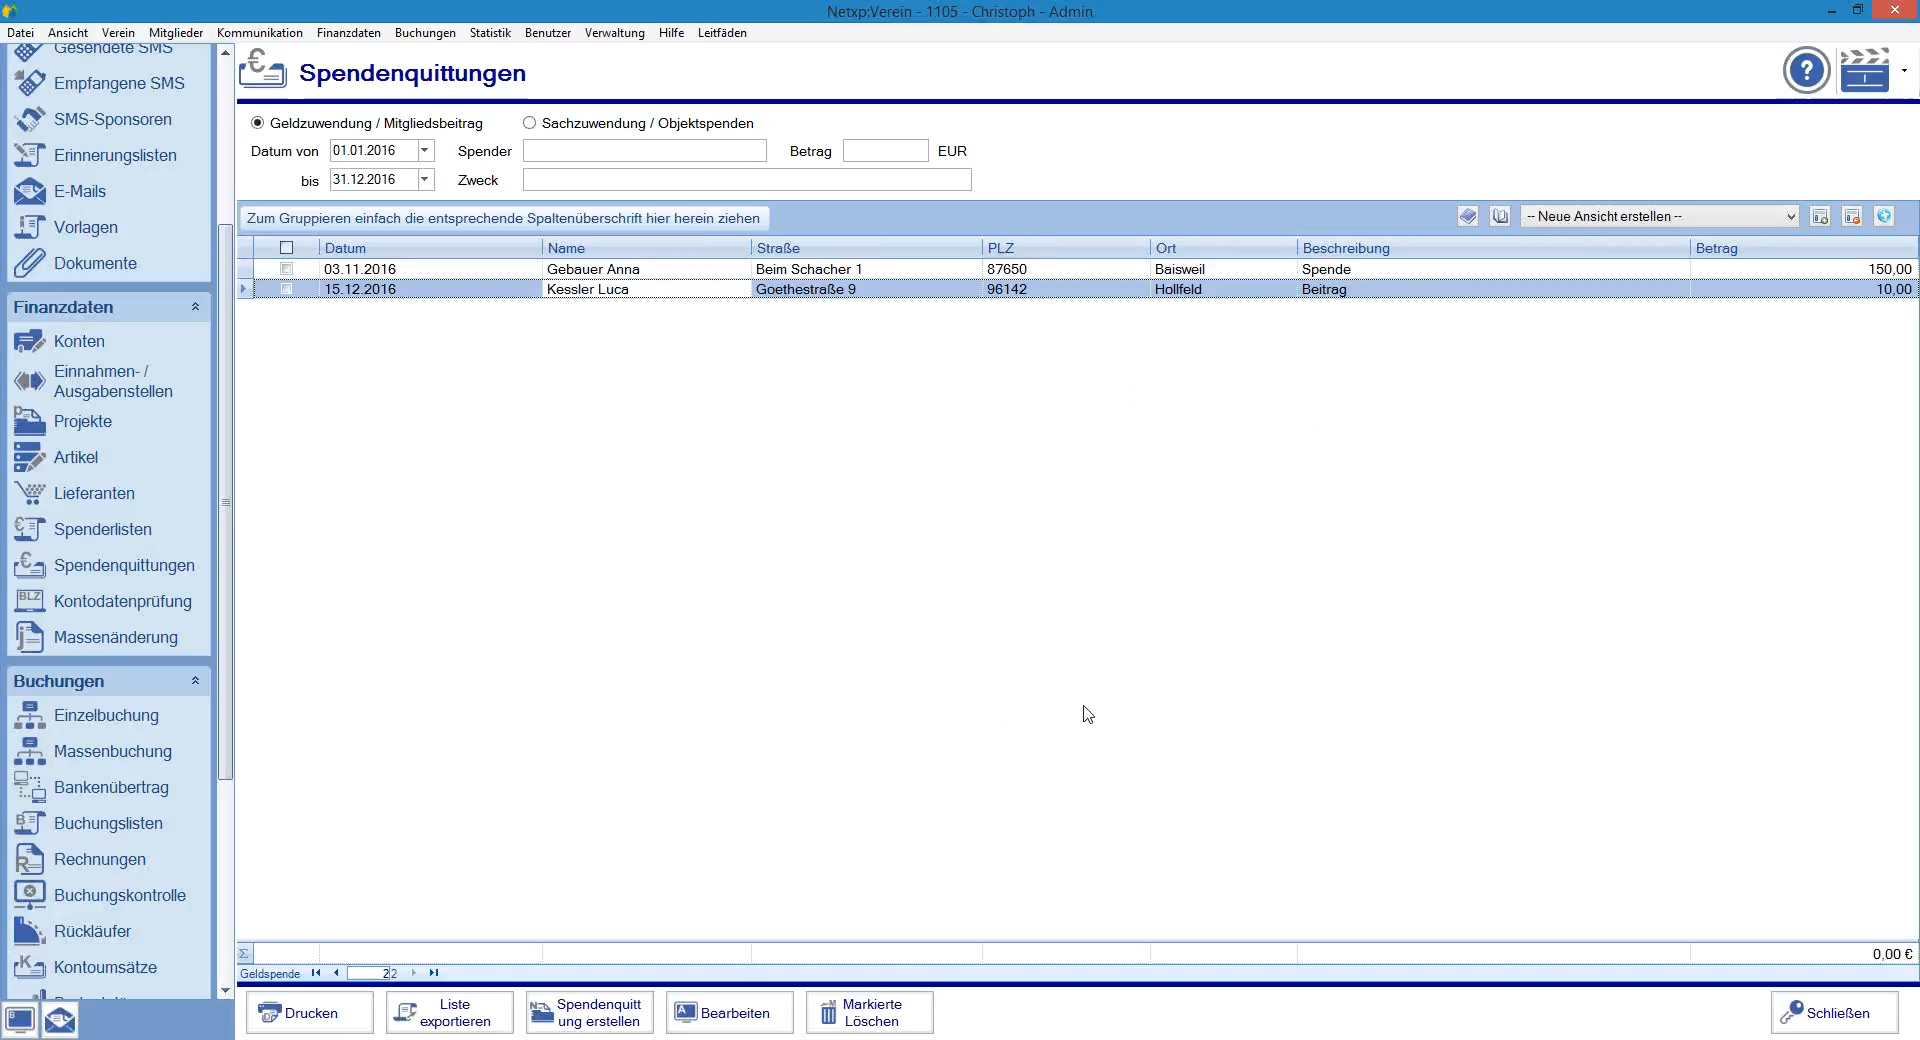 Netxp:Verein - 1105 - Christoph - Admin
Datei Ansicht Verein Mitglieder Kommunikation Finanzdaten Buchungen Statistik Benutzer Verwaltung Hilfe Leitfäden
Gesendete SMS
Empfangene SMS
SMS-Sponsoren
Erinnerungslisten
E-Mails
Vorlagen
Dokumente
Finanzdaten
Konten
Einnahmen- /
Ausgabenstellen
Projekte
Artikel
Lieferanten
Spenderlisten
Spendenquittungen
Kontodatenprüfung
Massenänderung
Buchungen
Einzelbuchung
Massenbuchung
Bankenübertrag
Buchungslisten
Rechnungen
Buchungskontrolle
Rückläufer
Kontoumsätze
Spendenquittungen
Geldzuwendung / Mitgliedsbeitrag Sachzuwendung / Objektspenden
Datum von 01.01.2016 Spender Betrag EUR
bis 31.12.2016 Zweck
Zum Gruppieren einfach die entsprechende Spaltenüberschrift hier herein ziehen -- Neue Ansicht erstellen --
Datum Name Straße PLZ Ort Beschreibung Betrag
03.11.2016 Gebauer Anna Beim Schacher 1 87650 Baisweil Spende 150,00
15.12.2016 Kessler Luca Goethestraße 9 96142 Hollfeld Beitrag 10,00
Σ 0,00 €
Geldspende 2 2
Drucken
Liste
exportieren
Spendenquitt
ung erstellen
Bearbeiten
Markierte
Löschen
Schließen